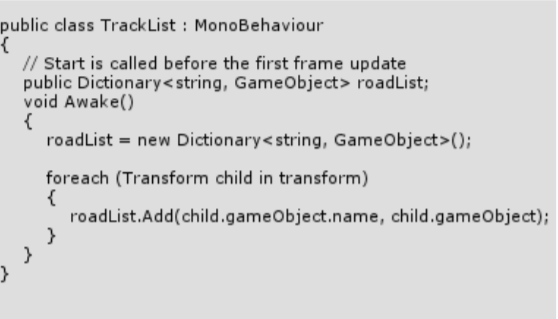 public class TrackList : MonoBehaviour
{
// Start is called before the first frame update
public Dictionary<string, GameObject> roadList;
void Awake()
{
roadList = new Dictionary<string, GameObject>();
foreach (Transform child in transform)
{
roadList.Add(child.gameObject.name, child.gameObject);
}
}
}